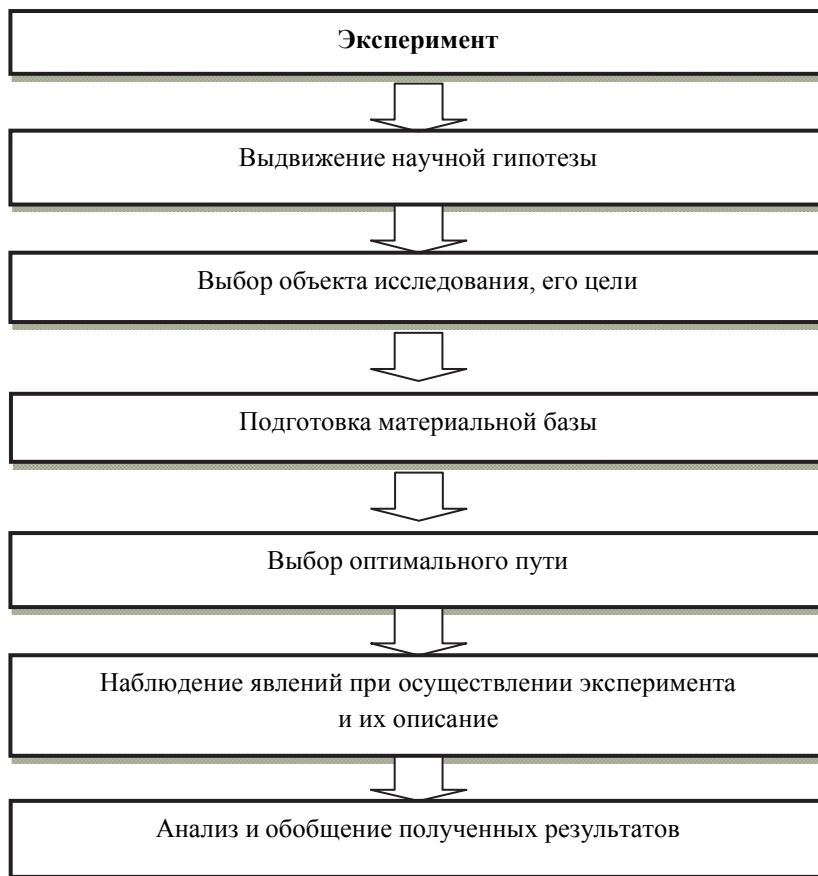 Эксперимент
Выдвижение научной гипотезы
Выбор объекта исследования, его цели
Подготовка материальной базы
Выбор оптимального пути
Наблюдение явлений при осуществлении эксперимента
и их описание
Анализ и обобщение полученных результатов